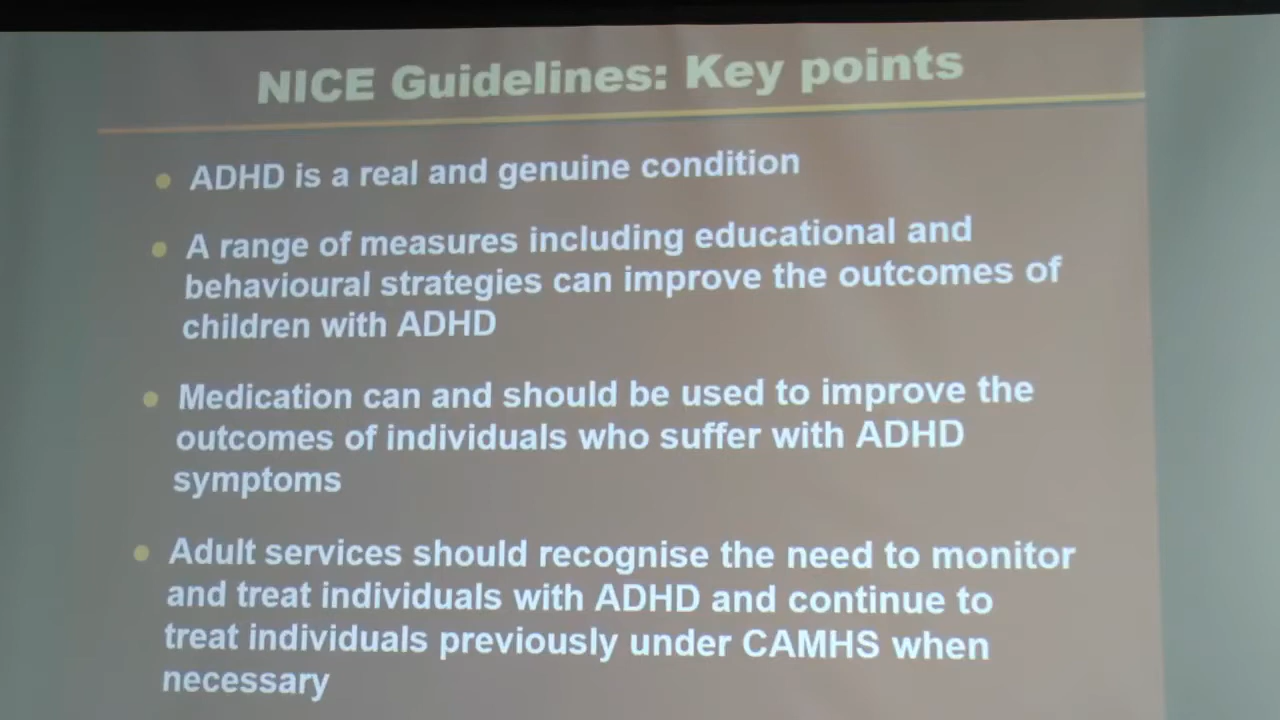 NICE Guidelines: Key points
ADHD is a real and genuine condition
A range of measures including educational and
behavioural strategies can improve the outcomes of
children with ADHD
Medication can and should be used to improve the
outcomes of individuals who suffer with ADHD
symptoms
Adult services should recognise the need to monitor
and treat individuals with ADHD and continue to
treat individuals previously under CAMHS when
necessary